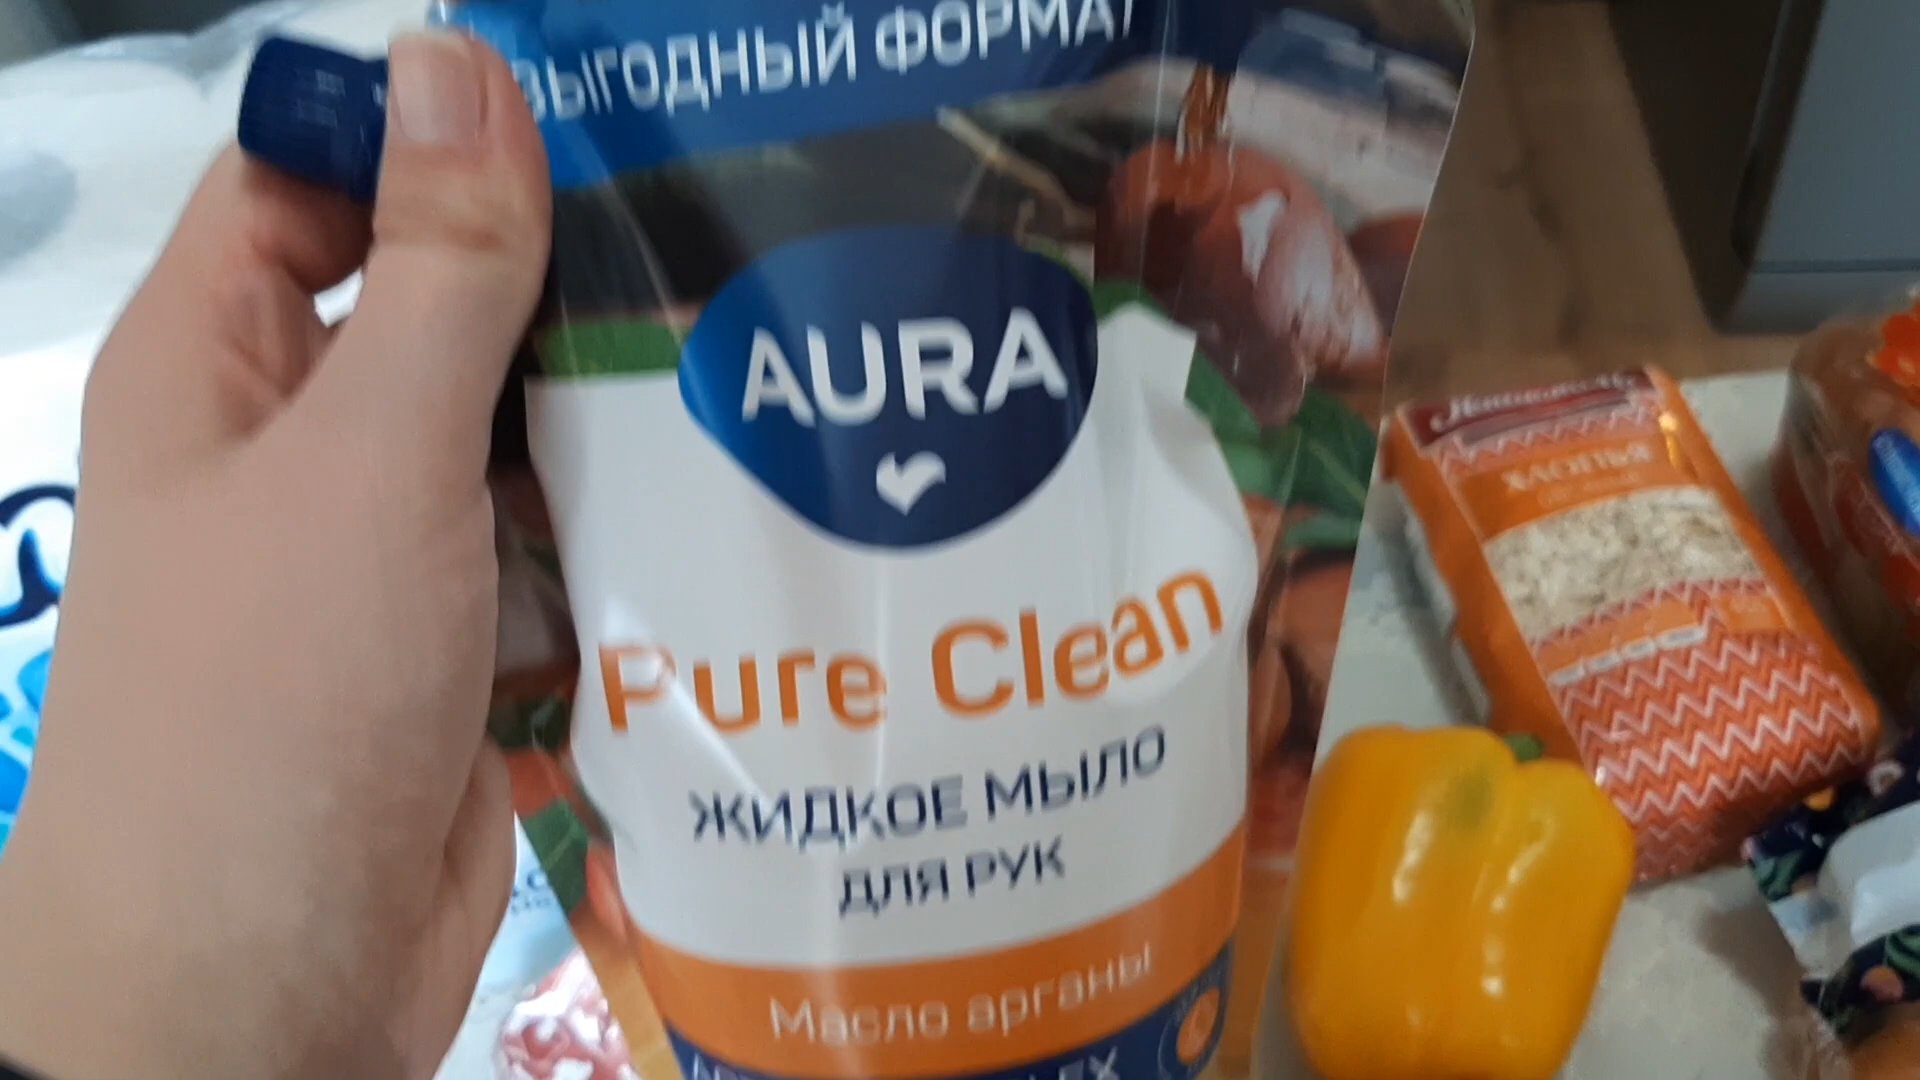 ВЫГОДНЫЙ ФОРМАТ
AURA
Pure Clean
ЖИДКОЕ МЫЛО
ДЛЯ РУК
Масло арганы
ХЛОПЬЯ